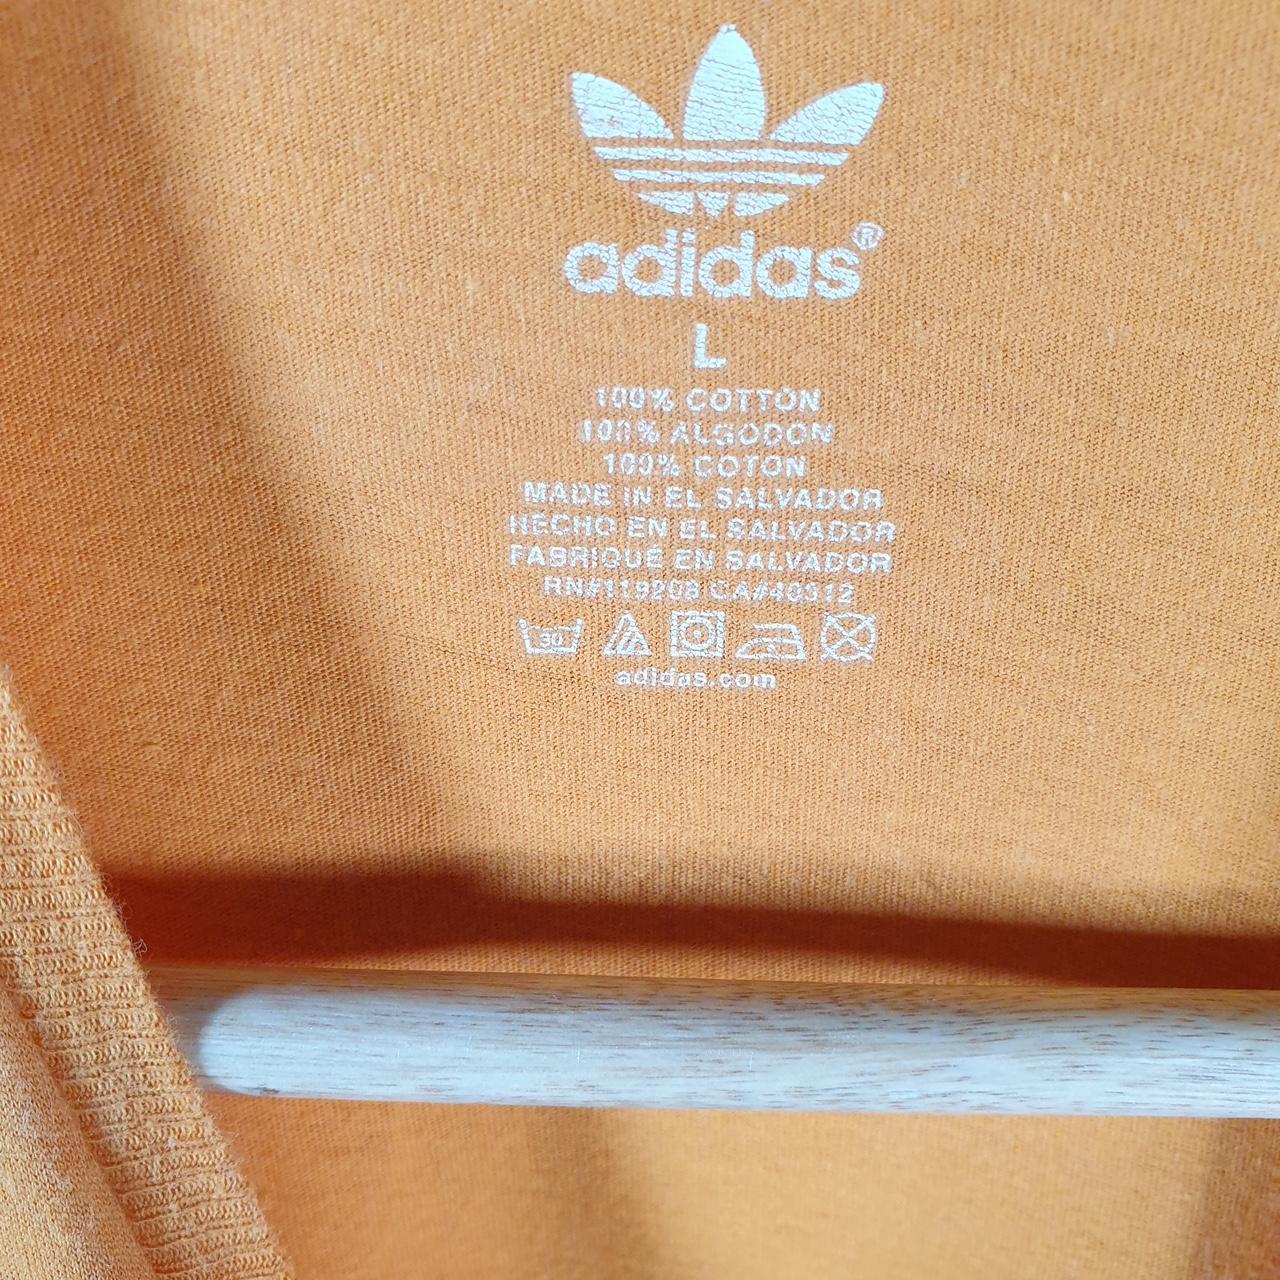 adidas®
L
100% COTTON
100% ALGODON
100% COTON
MADE IN EL SALVADOR
HECHO EN EL SALVADOR
FABRIQUÉ EN SALVADOR
RN#119208 CA#40312
30
adidas.com